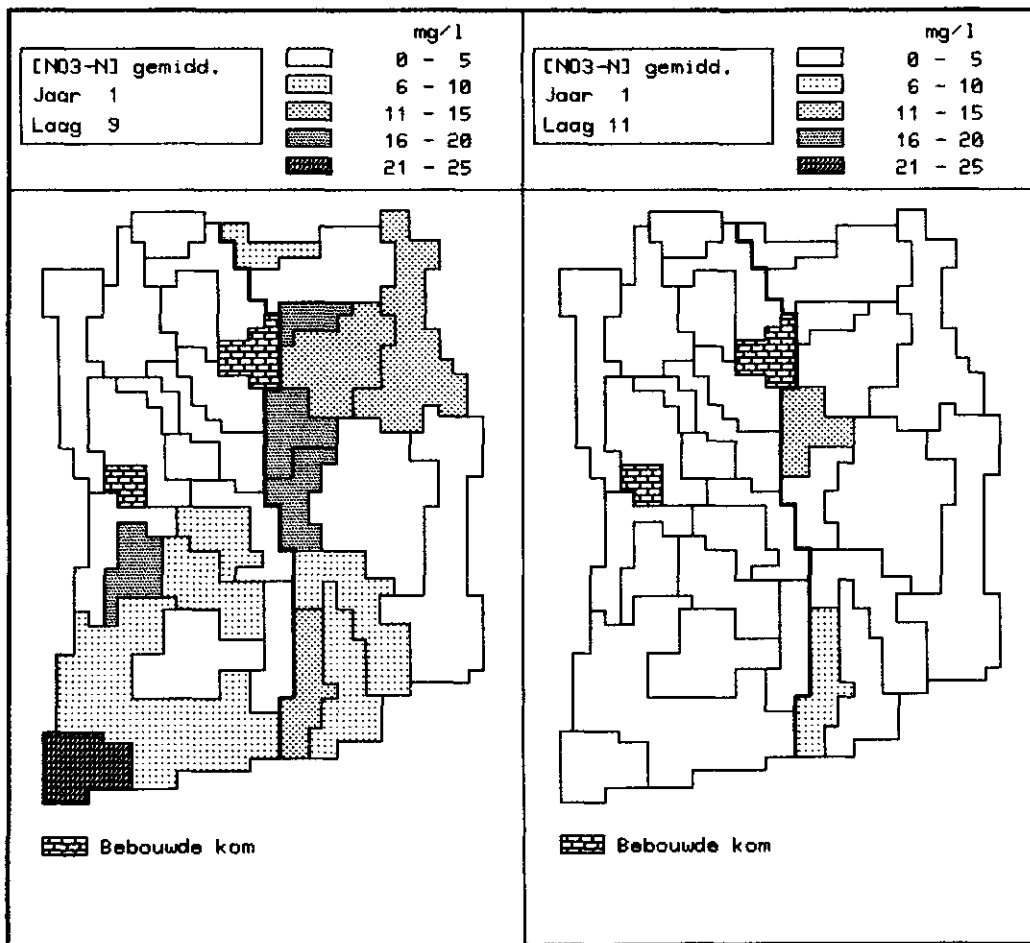 [NO3-N] gemidd.
Jaar 1
Laag 9
mg/l
0 - 5
6 - 10
11 - 15
16 - 20
21 - 25
Bebouwde kom
[NO3-N] gemidd.
Jaar 1
Laag 11
mg/l
0 - 5
6 - 10
11 - 15
16 - 20
21 - 25
Bebouwde kom